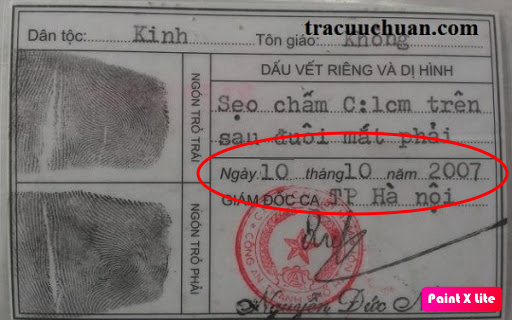 tracuuchuan.com
Dân tộc: Kinh Tôn giáo: Không
NGÓN TRỎ TRÁI
DẤU VẾT RIÊNG VÀ DỊ HÌNH
Sẹo chấm C:1cm trên
sau đuôi mắt phải
Ngày 10 tháng 10 năm 2007
NGÓN TRỎ PHẢI
GIÁM ĐỐC CA TP Hà nội
Nguyễn Đức
Paint X Lite